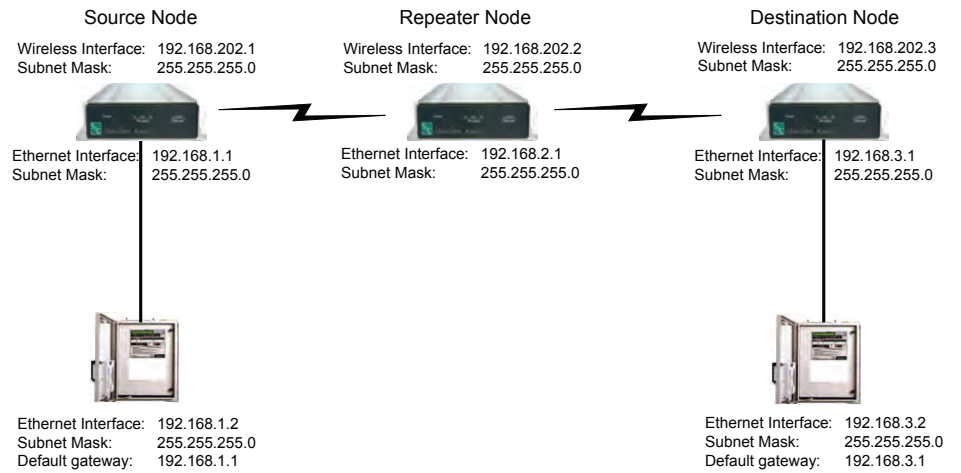 Source Node
Wireless Interface: 192.168.202.1
Subnet Mask: 255.255.255.0
Ethernet Interface: 192.168.1.1
Subnet Mask: 255.255.255.0
Ethernet Interface: 192.168.1.2
Subnet Mask: 255.255.255.0
Default gateway: 192.168.1.1
Repeater Node
Wireless Interface: 192.168.202.2
Subnet Mask: 255.255.255.0
Ethernet Interface: 192.168.2.1
Subnet Mask: 255.255.255.0
Destination Node
Wireless Interface: 192.168.202.3
Subnet Mask: 255.255.255.0
Ethernet Interface: 192.168.3.1
Subnet Mask: 255.255.255.0
Ethernet Interface: 192.168.3.2
Subnet Mask: 255.255.255.0
Default gateway: 192.168.3.1